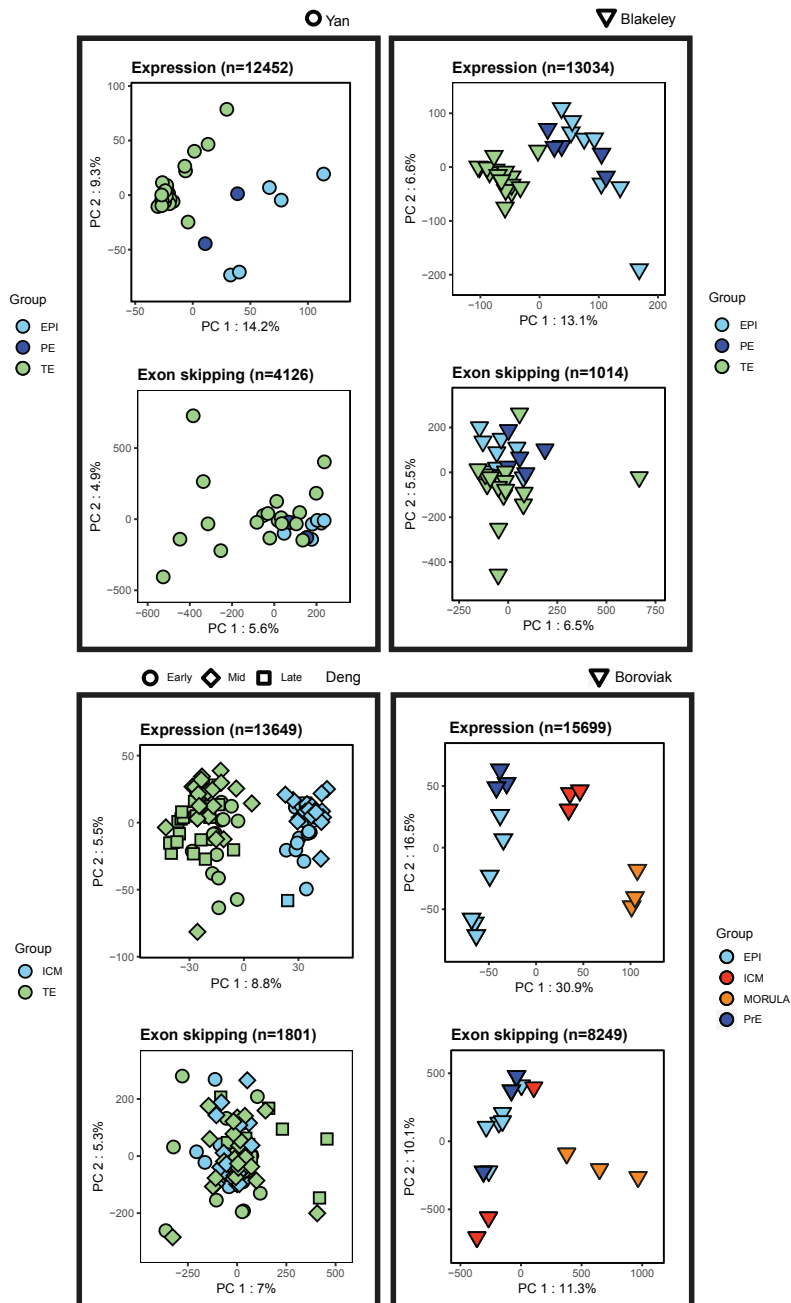 Yan
Blakeley
Expression (n=12452)
100
50
0
−50
−50
0
50
100
PC 1 : 14.2%
PC 2 : 9.3%
Expression (n=13034)
100
0
−100
−200
−100
0
100
200
PC 1 : 13.1%
PC 2 : 6.6%
Group
EPI
PE
TE
Group
EPI
PE
TE
Exon skipping (n=4126)
500
0
−500
−600
−400
−200
0
200
PC 1 : 5.6%
PC 2 : 4.9%
Exon skipping (n=1014)
200
0
−200
−400
−250
0
250
500
750
PC 1 : 6.5%
PC 2 : 5.5%
Early
Mid
Late
Deng
Boroviak
Expression (n=13649)
50
0
−50
−100
−30
0
30
PC 1 : 8.8%
PC 2 : 5.5%
Expression (n=15699)
50
0
−50
−50
0
50
100
PC 1 : 30.9%
PC 2 : 16.5%
Group
ICM
TE
Group
EPI
ICM
MORULA
PrE
Exon skipping (n=1801)
200
0
−200
−250
0
250
500
PC 1 : 7%
PC 2 : 5.3%
Exon skipping (n=8249)
500
0
−500
−500
0
500
1000
PC 1 : 11.3%
PC 2 : 10.1%